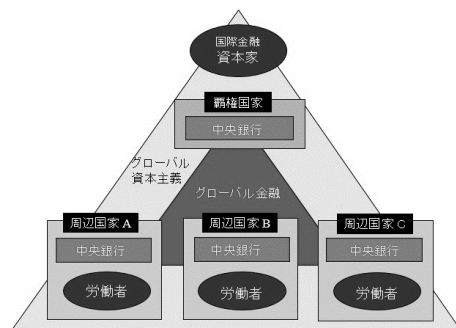 国際金融
資本家
覇権国家
中央銀行
グローバル
資本主義
グローバル金融
周辺国家A
中央銀行
労働者
周辺国家B
中央銀行
労働者
周辺国家C
中央銀行
労働者